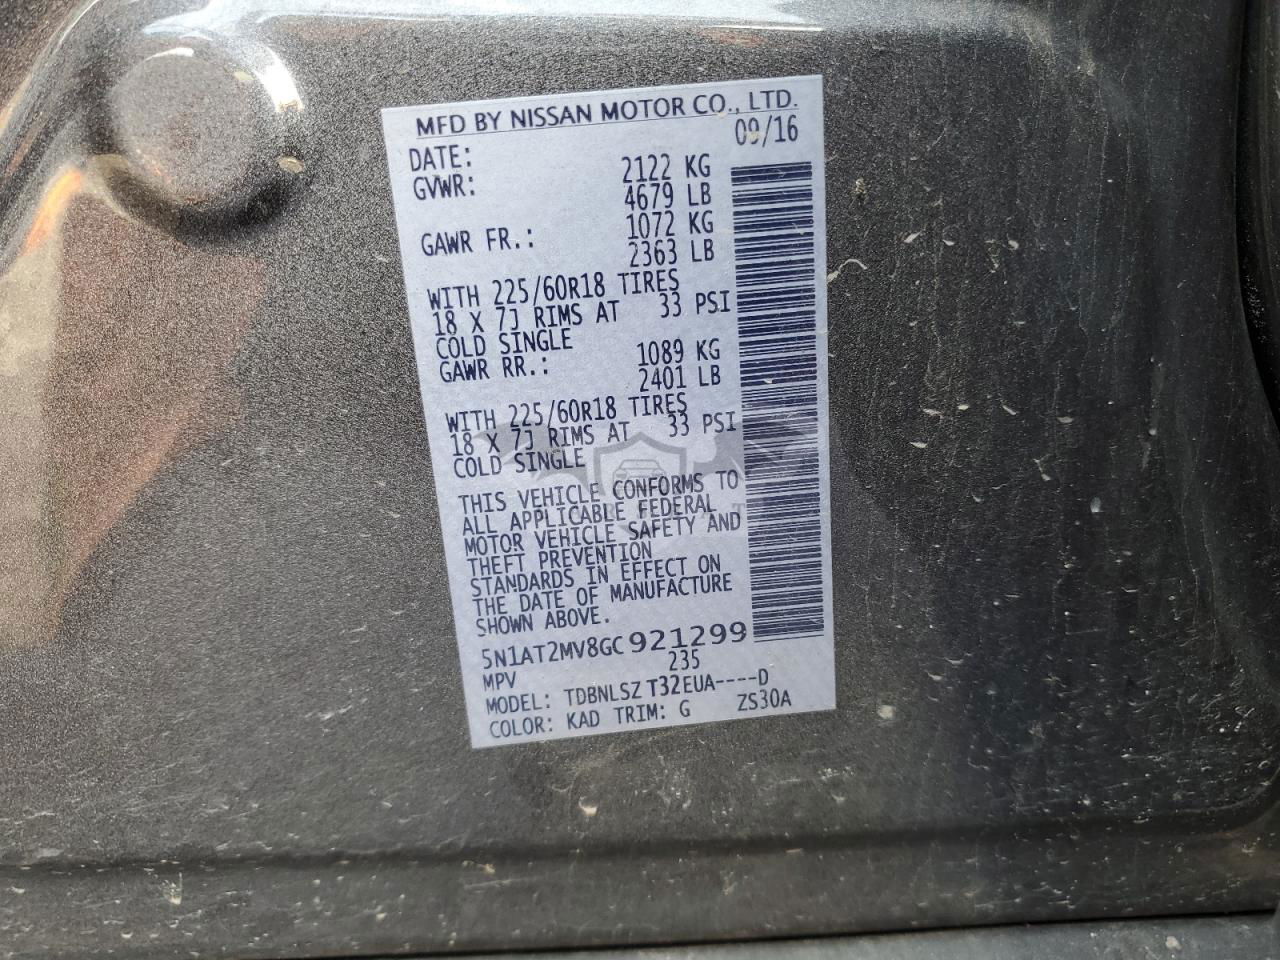 MFD BY NISSAN MOTOR CO., LTD.
DATE: 09/16
GVWR: 2122 KG
4679 LB
GAWR FR.: 1072 KG
2363 LB
WITH 225/60R18 TIRES
18 X 7J RIMS AT 33 PSI
COLD SINGLE
GAWR RR.: 1089 KG
2401 LB
WITH 225/60R18 TIRES
18 X 7J RIMS AT 33 PSI
COLD SINGLE
THIS VEHICLE CONFORMS TO
ALL APPLICABLE FEDERAL
MOTOR VEHICLE SAFETY AND
THEFT PREVENTION
STANDARDS IN EFFECT ON
THE DATE OF MANUFACTURE
SHOWN ABOVE.
5N1AT2MV8GC921299
MPV 235
MODEL: TDBNLSZ T32EUA----D
COLOR: KAD TRIM: G ZS30A